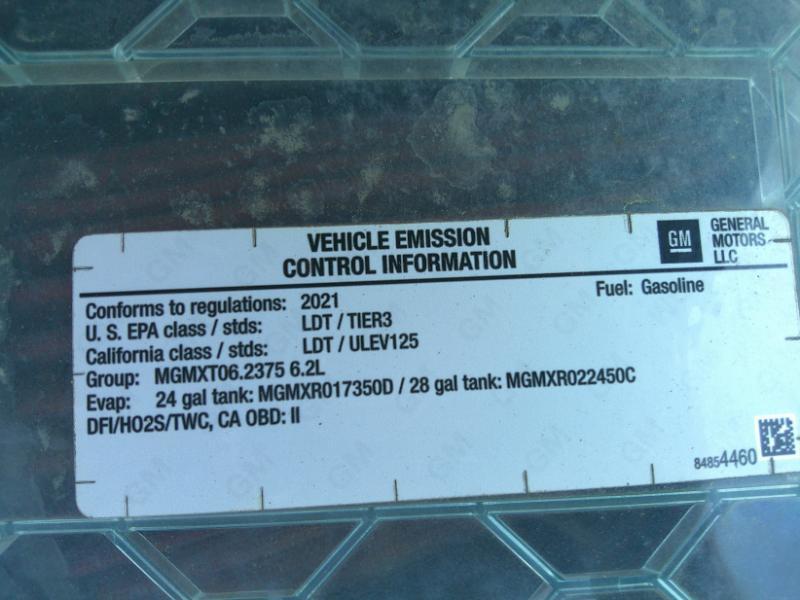 VEHICLE EMISSION
CONTROL INFORMATION
GM
GENERAL
MOTORS
LLC
Conforms to regulations: 2021
Fuel: Gasoline
U. S. EPA class / stds: LDT / TIER3
California class / stds: LDT / ULEV125
Group: MGMXT06.2375 6.2L
Evap: 24 gal tank: MGMXR017350D / 28 gal tank: MGMXR022450C
DFI/HO2S/TWC, CA OBD: II
84854460